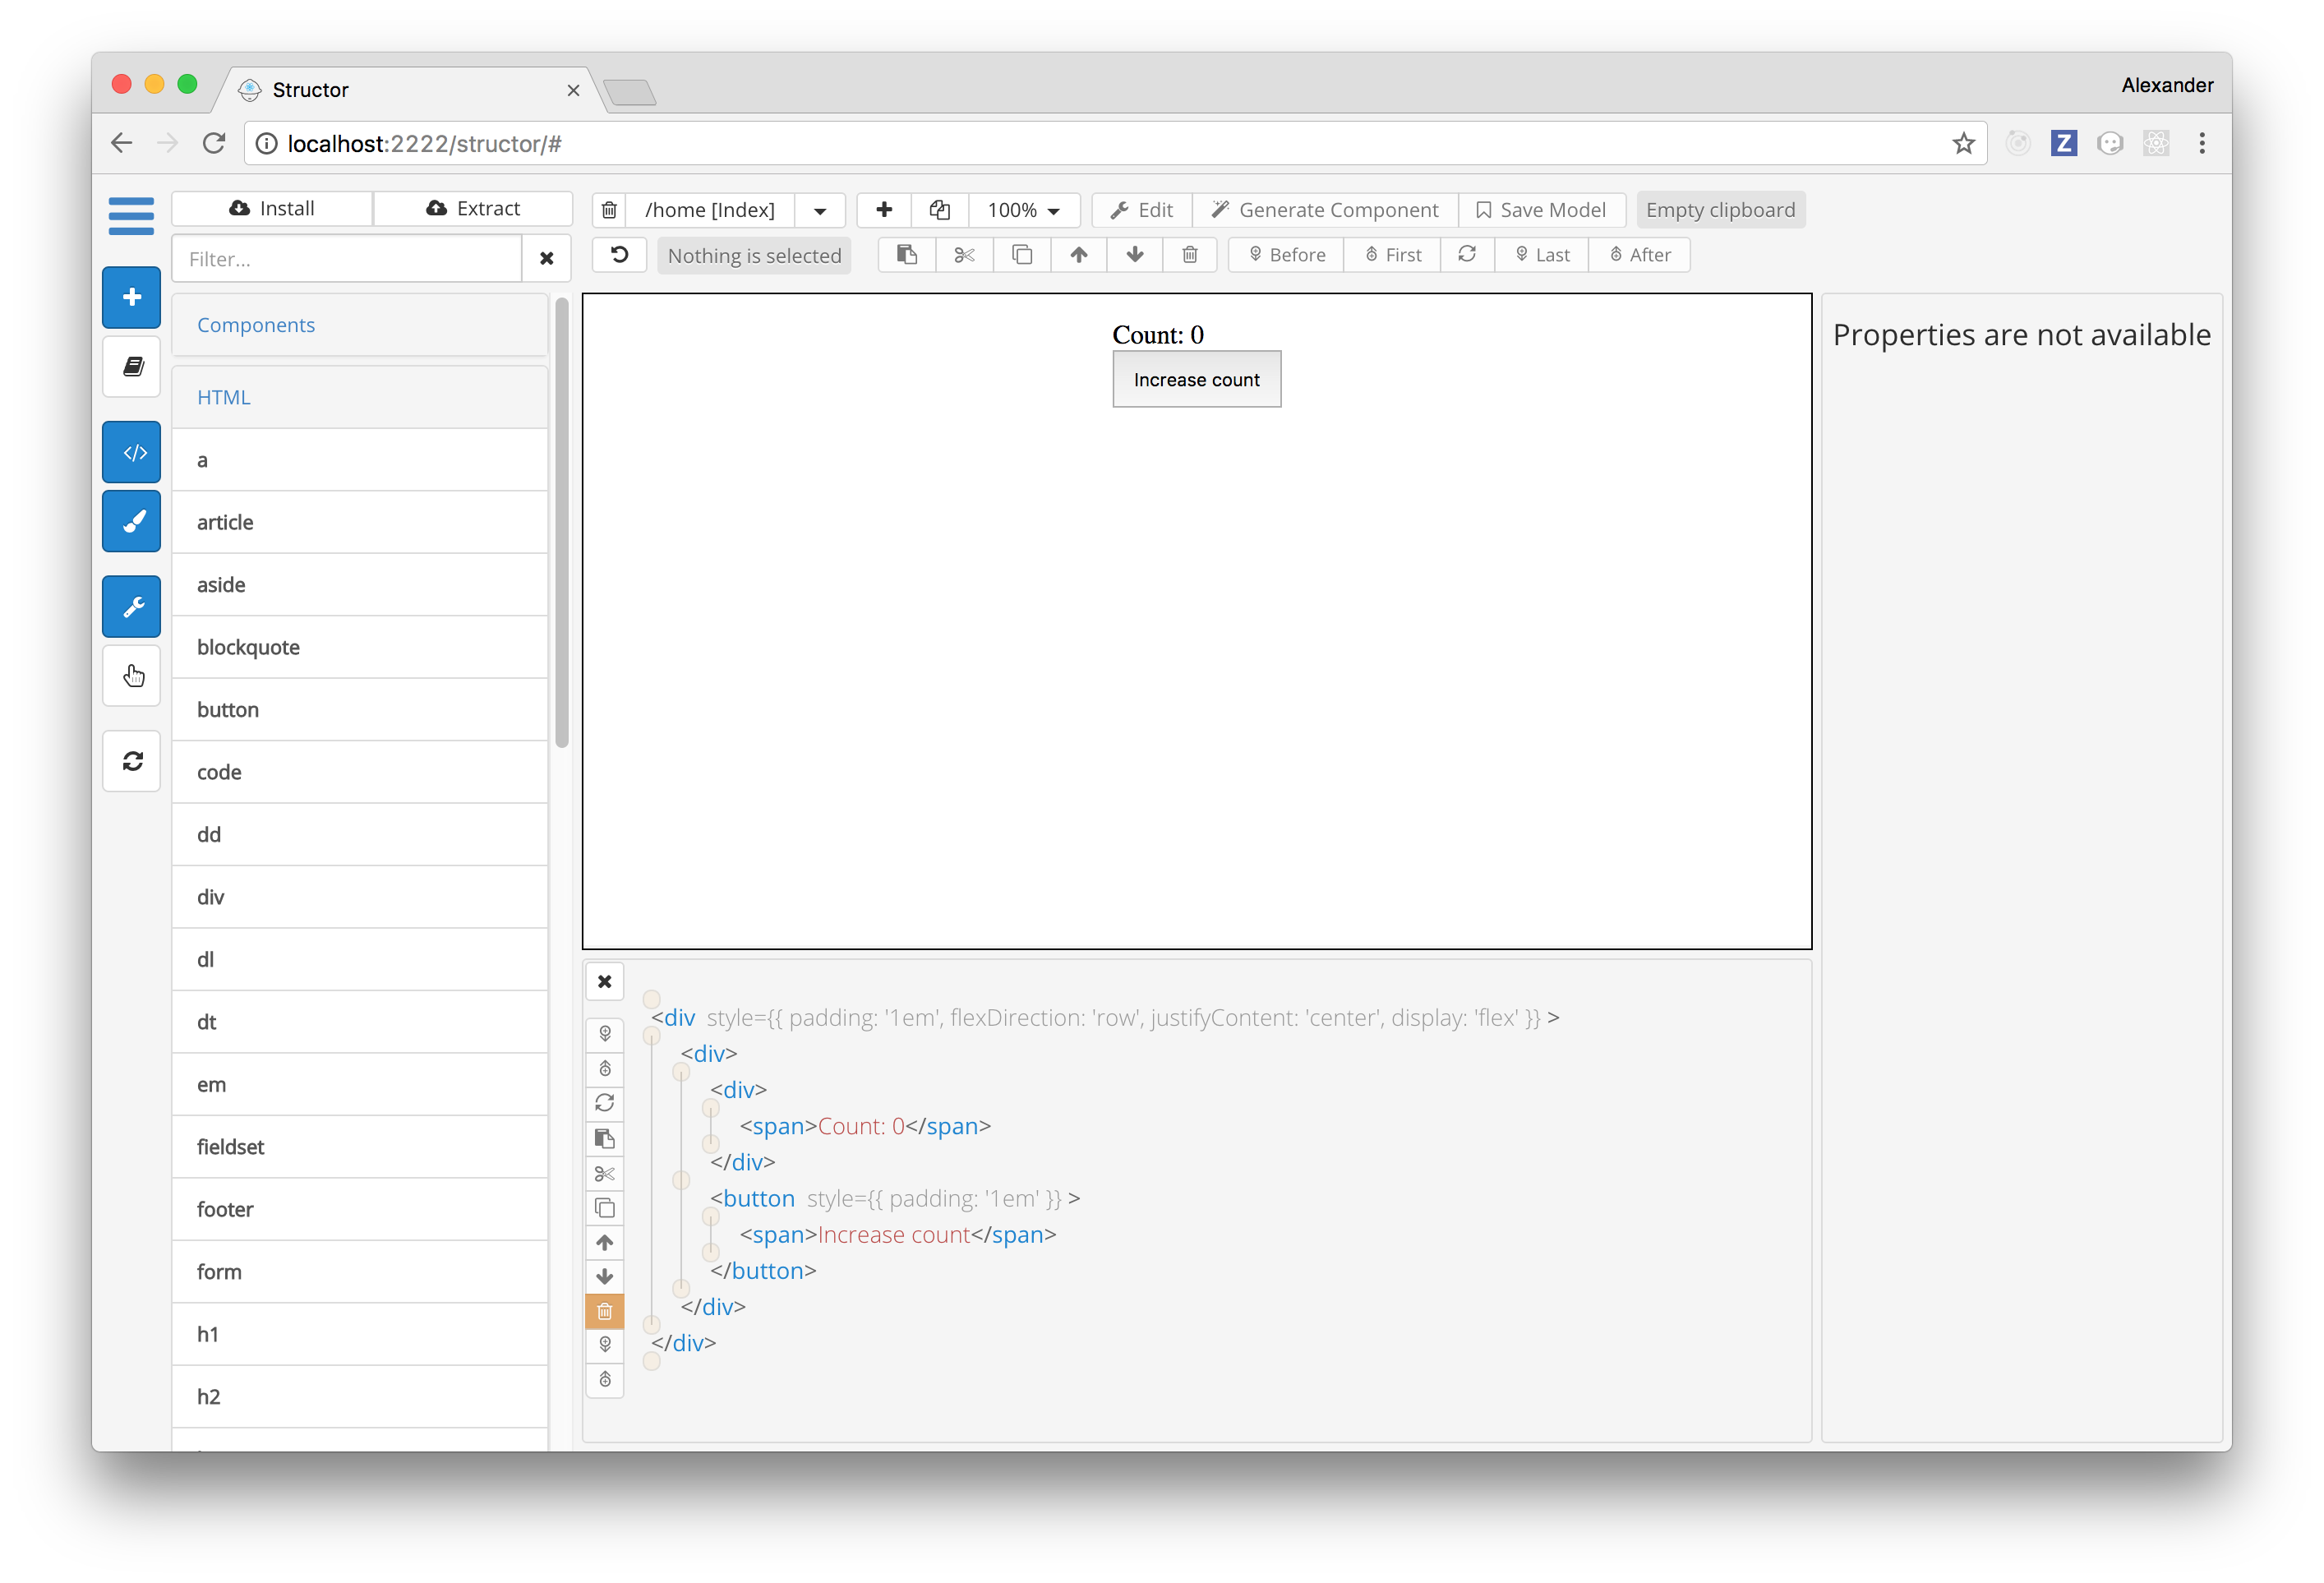 Structor
Alexander
localhost:2222/structor/#
Install
Extract
/home [Index]
100%
Edit
Generate Component
Save Model
Empty clipboard
Filter...
Nothing is selected
Before
First
Last
After
Components
HTML
a
article
aside
blockquote
button
code
dd
div
dl
dt
em
fieldset
footer
form
h1
h2
Count: 0
Increase count
Properties are not available
<div style={{ padding: '1em', flexDirection: 'row', justifyContent: 'center', display: 'flex' }} >
<div>
<div>
<span>Count: 0</span>
</div>
<button style={{ padding: '1em' }} >
<span>Increase count</span>
</button>
</div>
</div>